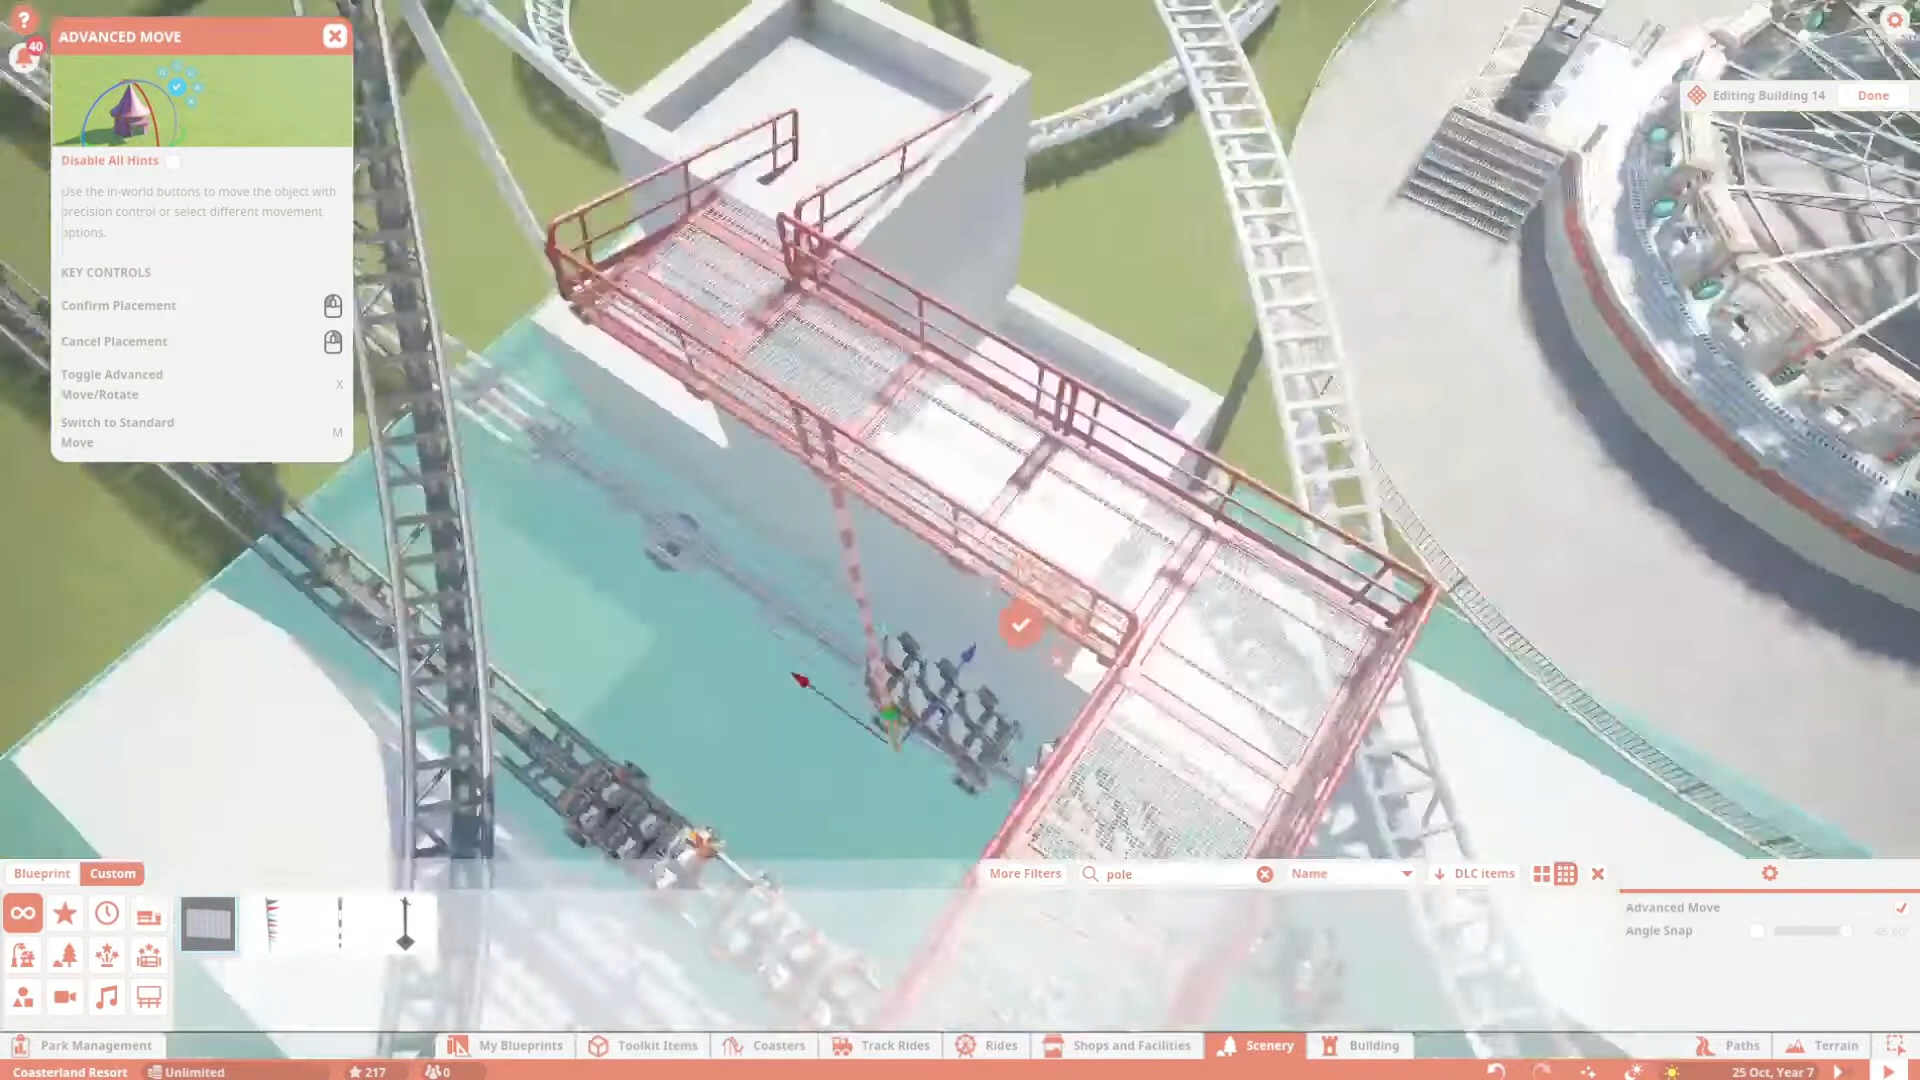 ?
40
ADVANCED MOVE
Disable All Hints
Use the in-world buttons to move the object with
precision control or select different movement
options.
KEY CONTROLS
Confirm Placement
Cancel Placement
Toggle Advanced
Move/Rotate
X
Switch to Standard
Move
M
Editing Building 14
Done
Blueprint
Custom
More Filters
pole
Name
DLC items
Advanced Move
Angle Snap
Park Management
My Blueprints
Toolkit Items
Coasters
Track Rides
Rides
Shops and Facilities
Scenery
Building
Paths
Terrain
Coasterland Resort
Unlimited
217
0
25 Oct, Year 7